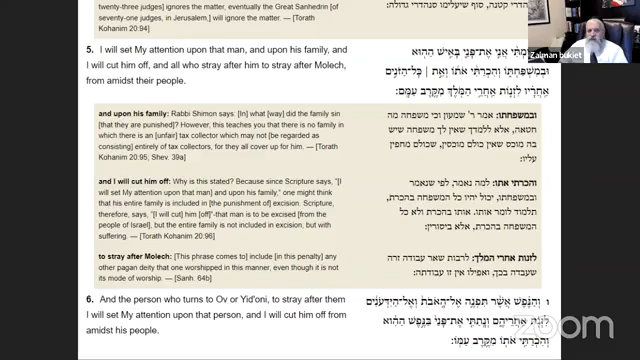 twenty-three judges] ignores the matter, eventually the Great Sanhedrin
[of seventy-one judges, in Jerusalem,] will ignore the matter. — [Torath
Kohanim 20:94]
סנהדרי קטנה, סוף שיעלימו סנהדרי גדולה:
Zalman bukiet
5. I will set My attention upon that man, and upon his family, and
I will cut him off, and all who stray after him to stray after Molech,
from amidst their people.
אֲנִי אֶת־פָּנַי בָּאִישׁ הַהוּא
וּבְמִשְׁפַּחְתּוֹ וְהִכְרַתִּי אֹתוֹ וְאֵת | כָּל־הַזֹּנִים
אַחֲרָיו לִזְנוֹת אַחֲרֵי הַמֹּלֶךְ מִקֶּרֶב עַמָּם:
and upon his family: Rabbi Shimon says: [In] what [way] did the family sin
[that they are punished]? However, this teaches you that there is no family in
which there is an [unfair] tax collector which may not [be regarded as
consisting] entirely of tax collectors, for they all cover up for him. —
[Torath Kohanim 20:95; Shev. 39a]
ובמשפחתו: אמר ר' שמעון וכי משפחה מה
חטאה, אלא ללמדך שאין לך משפחה שיש
בה מוכס שאין כולם מוכסין, שכולם מחפין
עליו:
and I will cut him off: Why is this stated? Because since Scripture says, "[I
will set My attention upon that man] and upon his family," one might think
that his entire family is included in [the punishment of] excision. Scripture,
therefore, says, "[I will cut] him [off]"-that man is to be excised [from the
people of Israel], but the entire family is not included in excision, but with
suffering. — [Torath Kohanim 20:96]
והכרתי אתו: למה נאמר, לפי שנאמר
ובמשפחתו, יכול יהיו כל המשפחה בהכרת,
תלמוד לומר אותו. אותו בהכרת ולא כל
המשפחה בהכרת, אלא ביסורין:
to stray after Molech: [This phrase comes to] include [in this penalty] any
other pagan deity that one worshipped in this manner, even though it is not
its mode of worship. — [Sanh. 64b]
לזנות אחרי המלך: לרבות שאר עבודה זרה
שעבדה בכך, ואפילו אין זו עבודתה:
6. And the person who turns to Ov or Yid'oni, to stray after them
I will set My attention upon that person, and I will cut him off from
amidst his people.
ו וְהַנֶּפֶשׁ אֲשֶׁר תִּפְנֶה אֶל־הָאֹבֹת וְאֶל־הַיִּדְּעֹנִים
לִזְנֹת אַחֲרֵיהֶם וְנָתַתִּי אֶת־פָּנַי בַּנֶּפֶשׁ הַהִוא
וְהִכְרַתִּי אֹתוֹ מִקֶּרֶב עַמּוֹ:
zoom